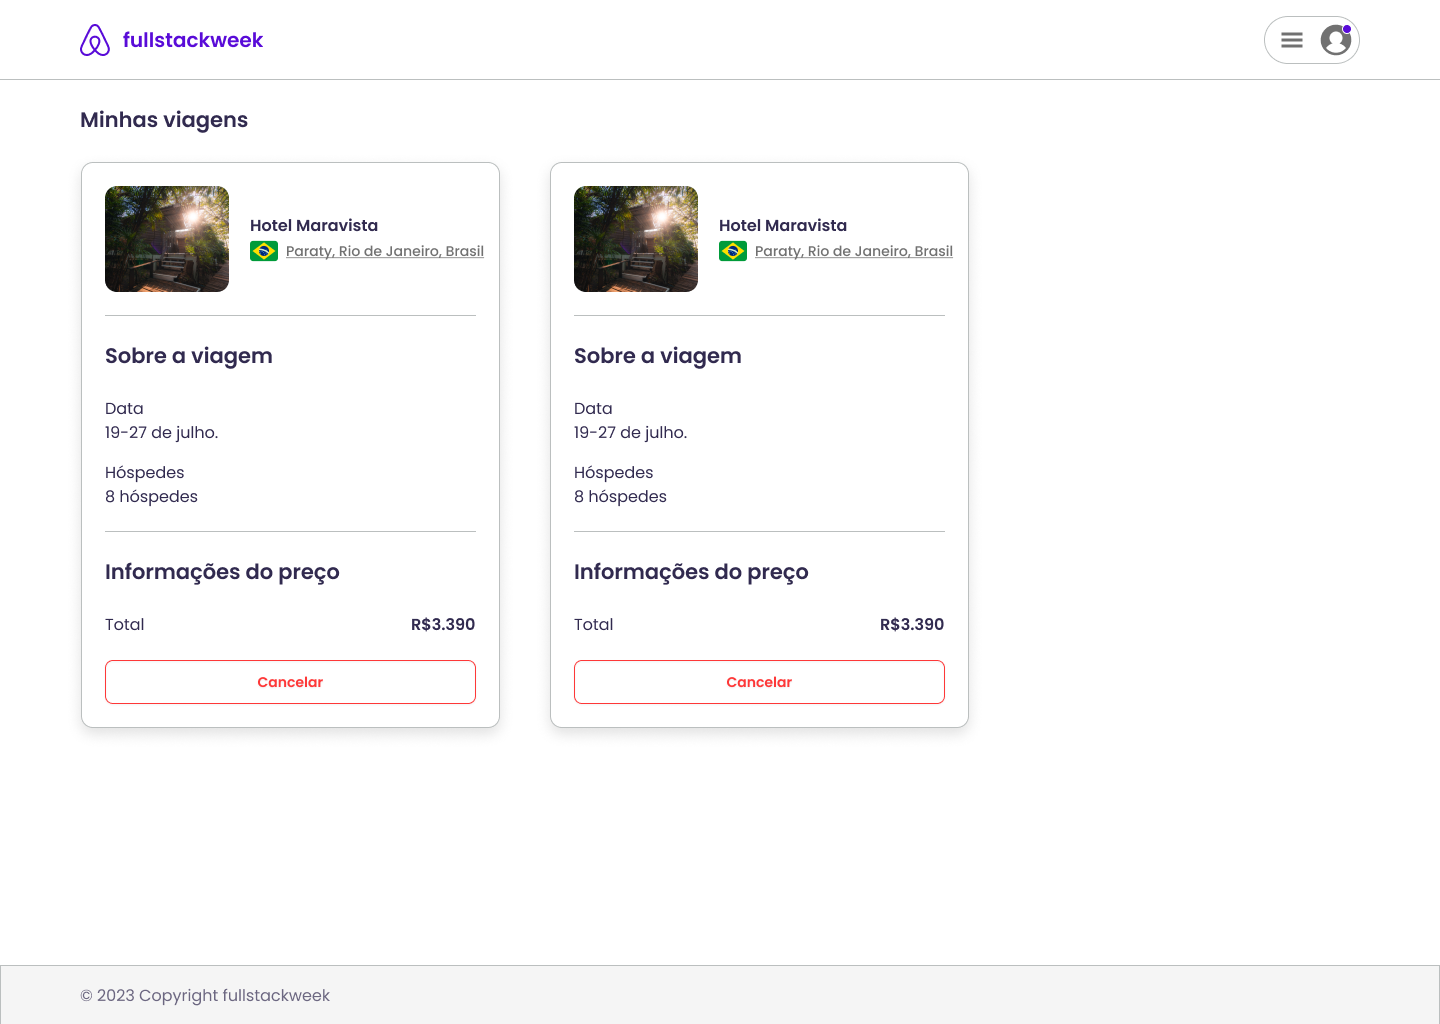 fullstackweek
Minhas viagens
Hotel Maravista
Paraty, Rio de Janeiro, Brasil
Sobre a viagem
Data
19-27 de julho.
Hóspedes
8 hóspedes
Informações do preço
Total R$3.390
Cancelar
Hotel Maravista
Paraty, Rio de Janeiro, Brasil
Sobre a viagem
Data
19-27 de julho.
Hóspedes
8 hóspedes
Informações do preço
Total R$3.390
Cancelar
© 2023 Copyright fullstackweek